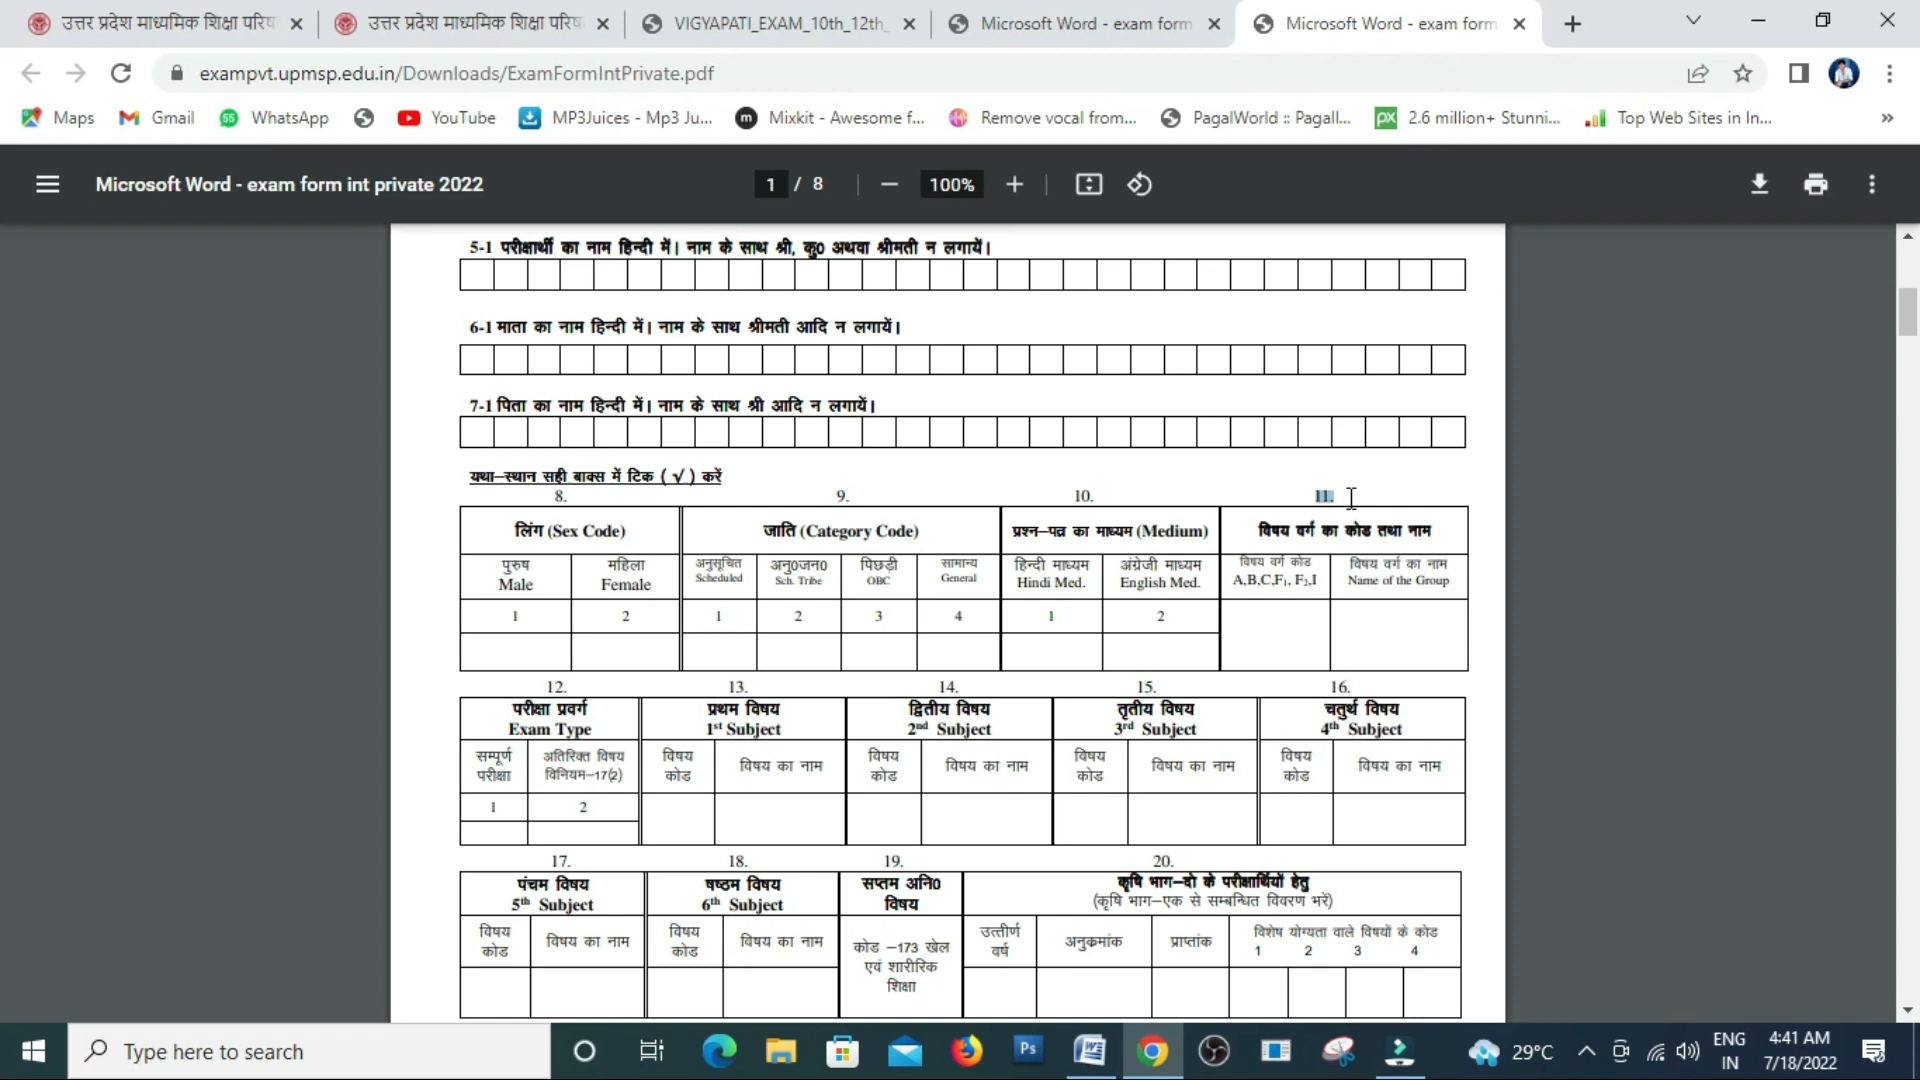 उत्तर प्रदेश माध्यमिक शिक्षा परिष
उत्तर प्रदेश माध्यमिक शिक्षा परिष
VIGYAPATI_EXAM_10th_12th_
Microsoft Word - exam form
Microsoft Word - exam form
exampvt.upmsp.edu.in/Downloads/ExamFormIntPrivate.pdf
Maps
Gmail
WhatsApp
YouTube
MP3Juices - Mp3 Ju...
Mixkit - Awesome f...
Remove vocal from...
PagalWorld :: Pagall...
2.6 million+ Stunni...
Top Web Sites in In...
Microsoft Word - exam form int private 2022
1 / 8
100%
5-1 परीक्षार्थी का नाम हिन्दी में। नाम के साथ श्री, कु0 अथवा श्रीमती न लगायें।
6-1 माता का नाम हिन्दी में। नाम के साथ श्रीमती आदि न लगायें।
7-1 पिता का नाम हिन्दी में। नाम के साथ श्री आदि न लगायें।
यथा–स्थान सही बाक्स में टिक ( √ ) करें
8. 9. 10. 11.
लिंग (Sex Code) जाति (Category Code) प्रश्न–पत्र का माध्यम (Medium) विषय वर्ग का कोड तथा नाम
पुरुष महिला अनुसूचित अनु0जन0 पिछड़ी सामान्य हिन्दी माध्यम अंग्रेजी माध्यम विषय वर्ग कोड विषय वर्ग का नाम
Male Female Scheduled Sch. Tribe OBC General Hindi Med. English Med. A,B,C,F₁, F₂,I Name of the Group
1 2 1 2 3 4 1 2
12. 13. 14. 15. 16.
परीक्षा प्रवर्ग प्रथम विषय द्वितीय विषय तृतीय विषय चतुर्थ विषय
Exam Type 1st Subject 2nd Subject 3rd Subject 4th Subject
सम्पूर्ण अतिरिक्त विषय विषय विषय का नाम विषय विषय का नाम विषय विषय का नाम विषय विषय का नाम
परीक्षा विनियम–17(2) कोड कोड कोड कोड
1 2
17. 18. 19. 20.
पंचम विषय षष्ठम विषय सप्तम अनि0 कृषि भाग–दो के परीक्षार्थियों हेतु
5th Subject 6th Subject विषय (कृषि भाग–एक से सम्बन्धित विवरण भरें)
विषय विषय का नाम विषय विषय का नाम कोड –173 खेल उत्तीर्ण अनुक्रमांक प्राप्तांक विशेष योग्यता वाले विषयों के कोड
कोड कोड एवं शारीरिक वर्ष 1 2 3 4
शिक्षा
Type here to search
Ps
29°C
ENG
IN
4:41 AM
7/18/2022